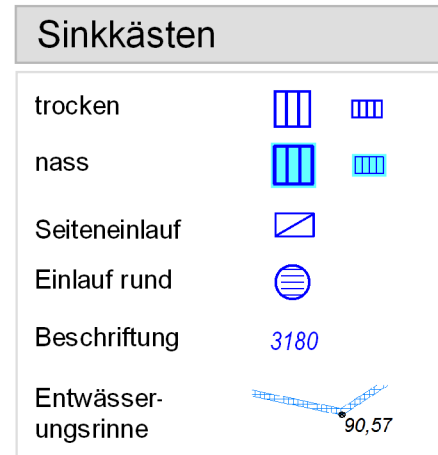 Sinkkästen
trocken
nass
Seiteneinlauf
Einlauf rund
Beschriftung 3180
Entwässer-
ungsrinne 90,57